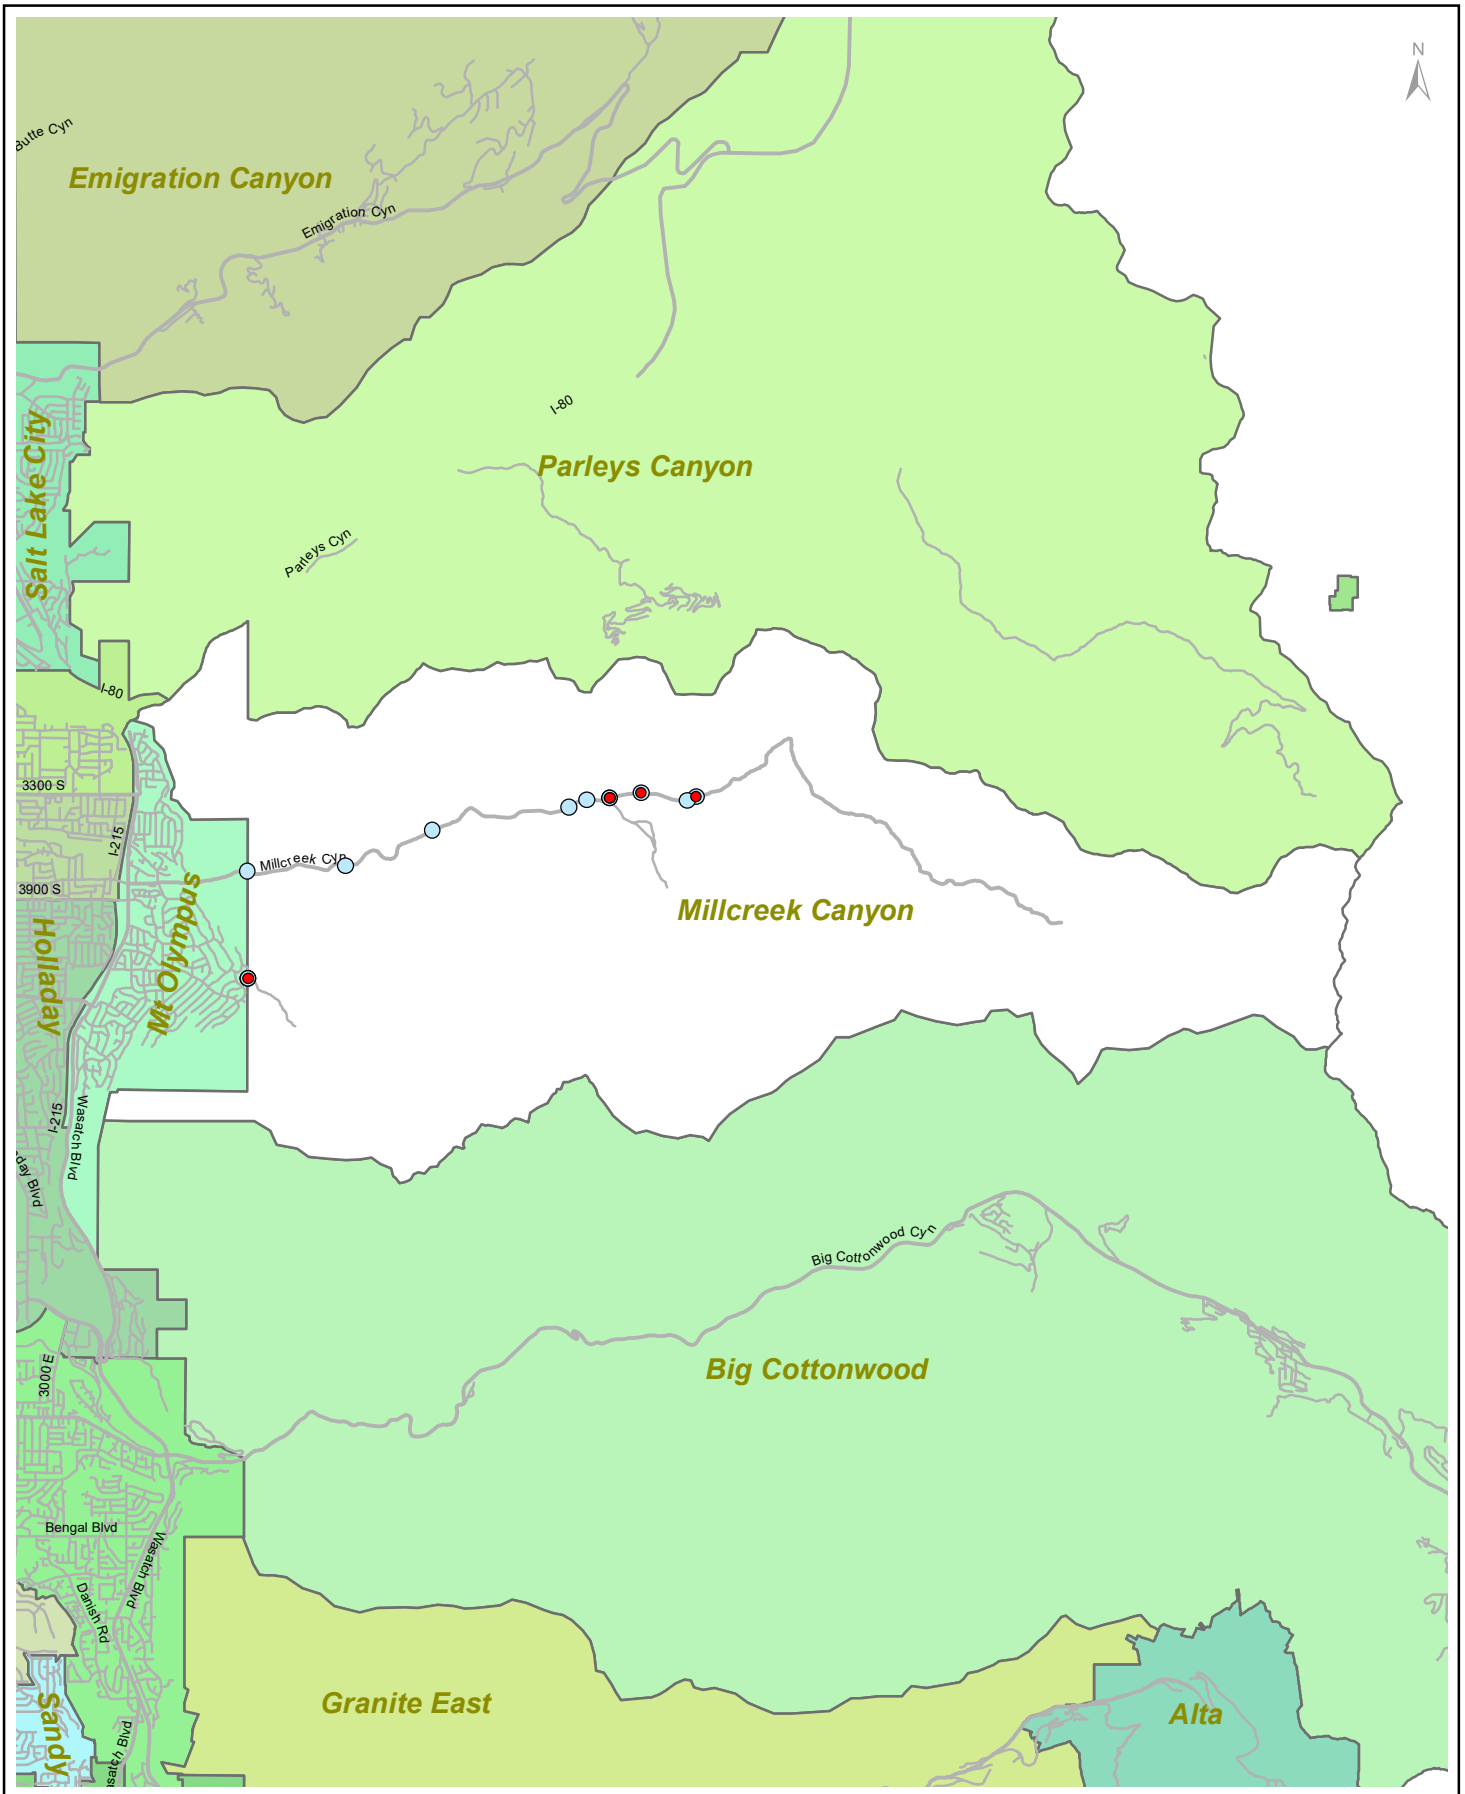 N
Butte Cyn
Emigration Canyon
Emigration Cyn
I-80
Salt Lake City
Parleys Canyon
Parleys Cyn
I-80
3300 S
I-215
Millcreek Cyn
3900 S
Mt Olympus
Holladay
Millcreek Canyon
I-215
Wasatch Blvd
day Blvd
Big Cottonwood Cyn
3000 E
Big Cottonwood
Bengal Blvd
Wasatch Blvd
Danish Rd
Sandy
Granite East
Alta
asatch Blvd